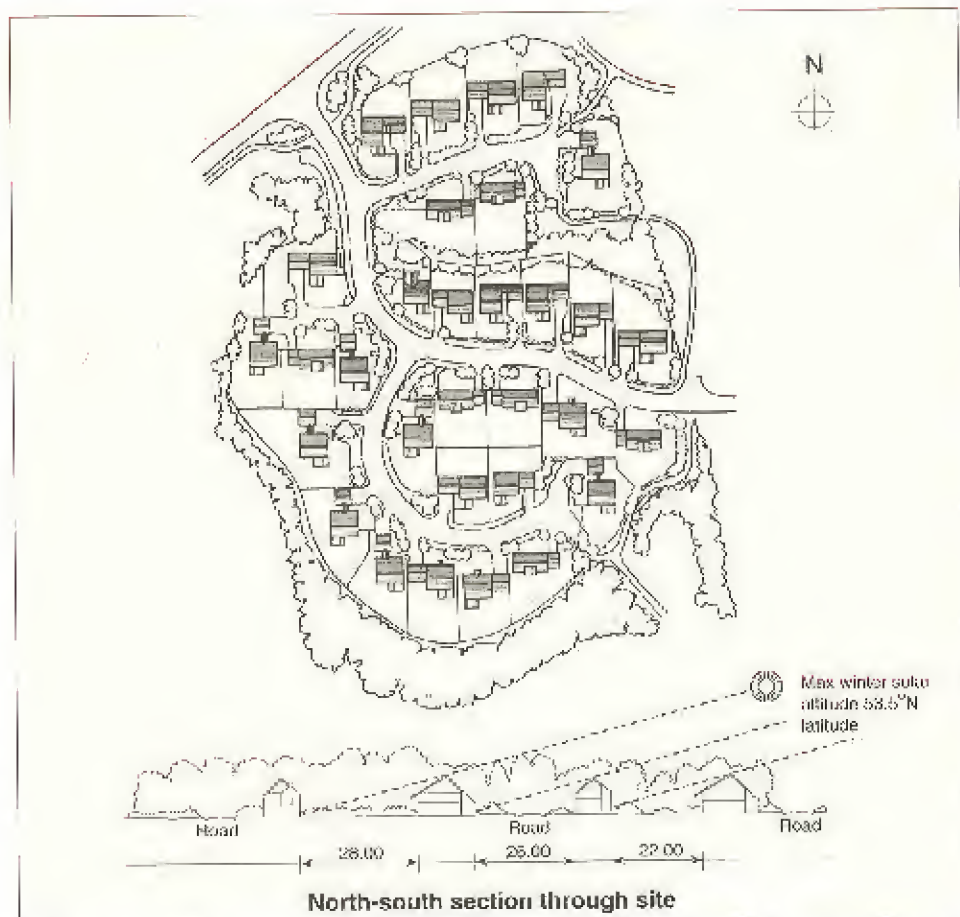 N
Max winter solar
altitude 53.5°N
latitude
Road
Road
Road
28.00
26.00
22.00
North-south section through site